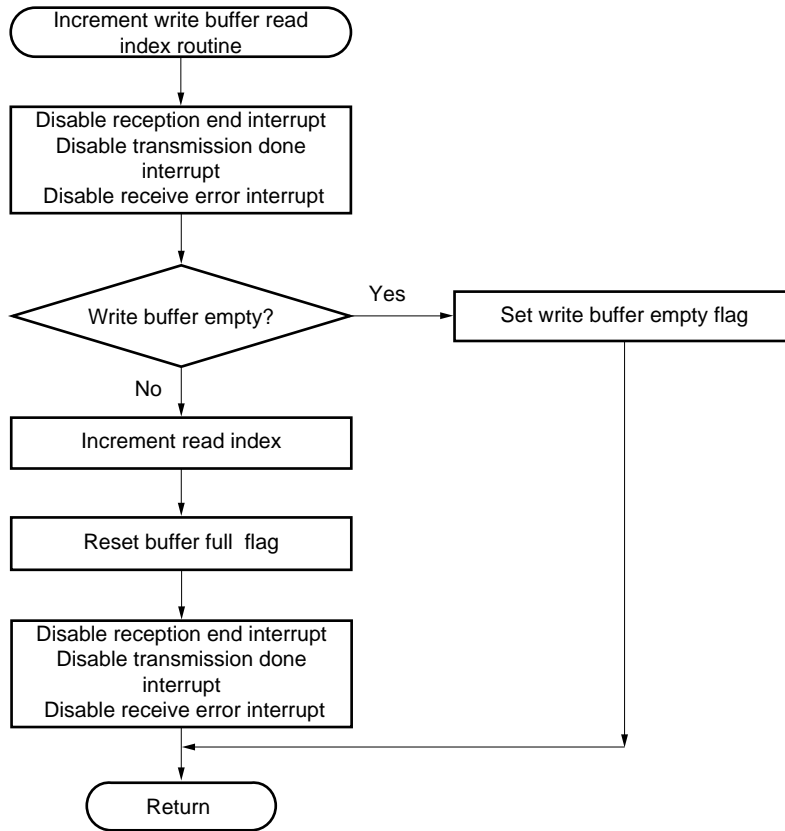 Increment write buffer read
index routine
Disable reception end interrupt
Disable transmission done
interrupt
Disable receive error interrupt
Write buffer empty?
Yes
Set write buffer empty flag
No
Increment read index
Reset buffer full flag
Disable reception end interrupt
Disable transmission done
interrupt
Disable receive error interrupt
Return